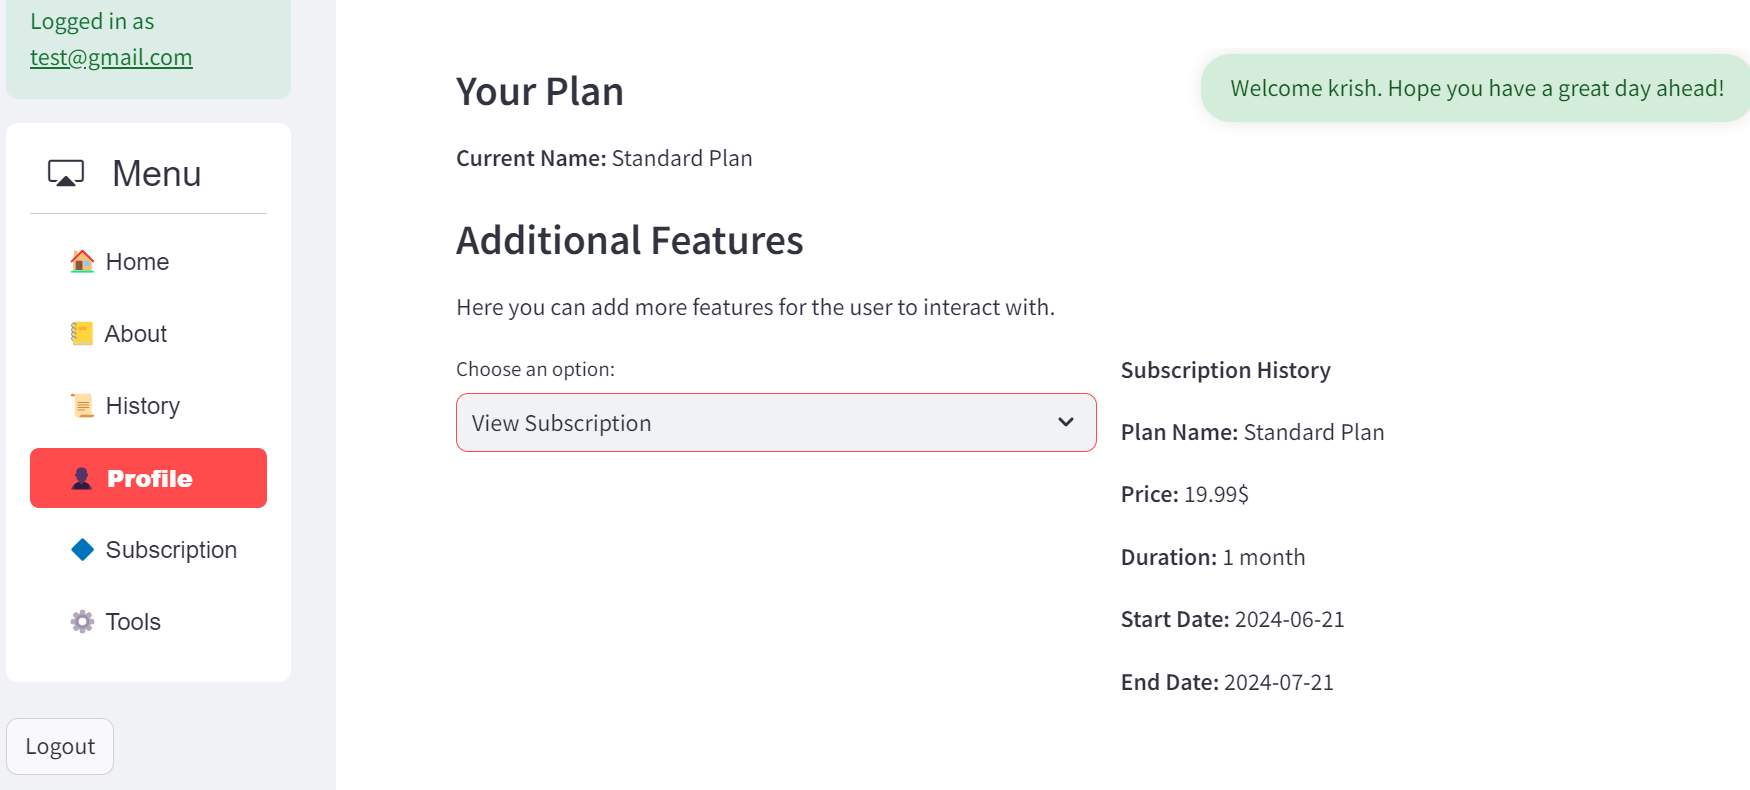 Logged in as
test@gmail.com
Menu
Home
About
History
Profile
Subscription
Tools
Logout
Welcome krish. Hope you have a great day ahead!
Your Plan
Current Name: Standard Plan
Additional Features
Here you can add more features for the user to interact with.
Choose an option:
View Subscription
Subscription History
Plan Name: Standard Plan
Price: 19.99$
Duration: 1 month
Start Date: 2024-06-21
End Date: 2024-07-21